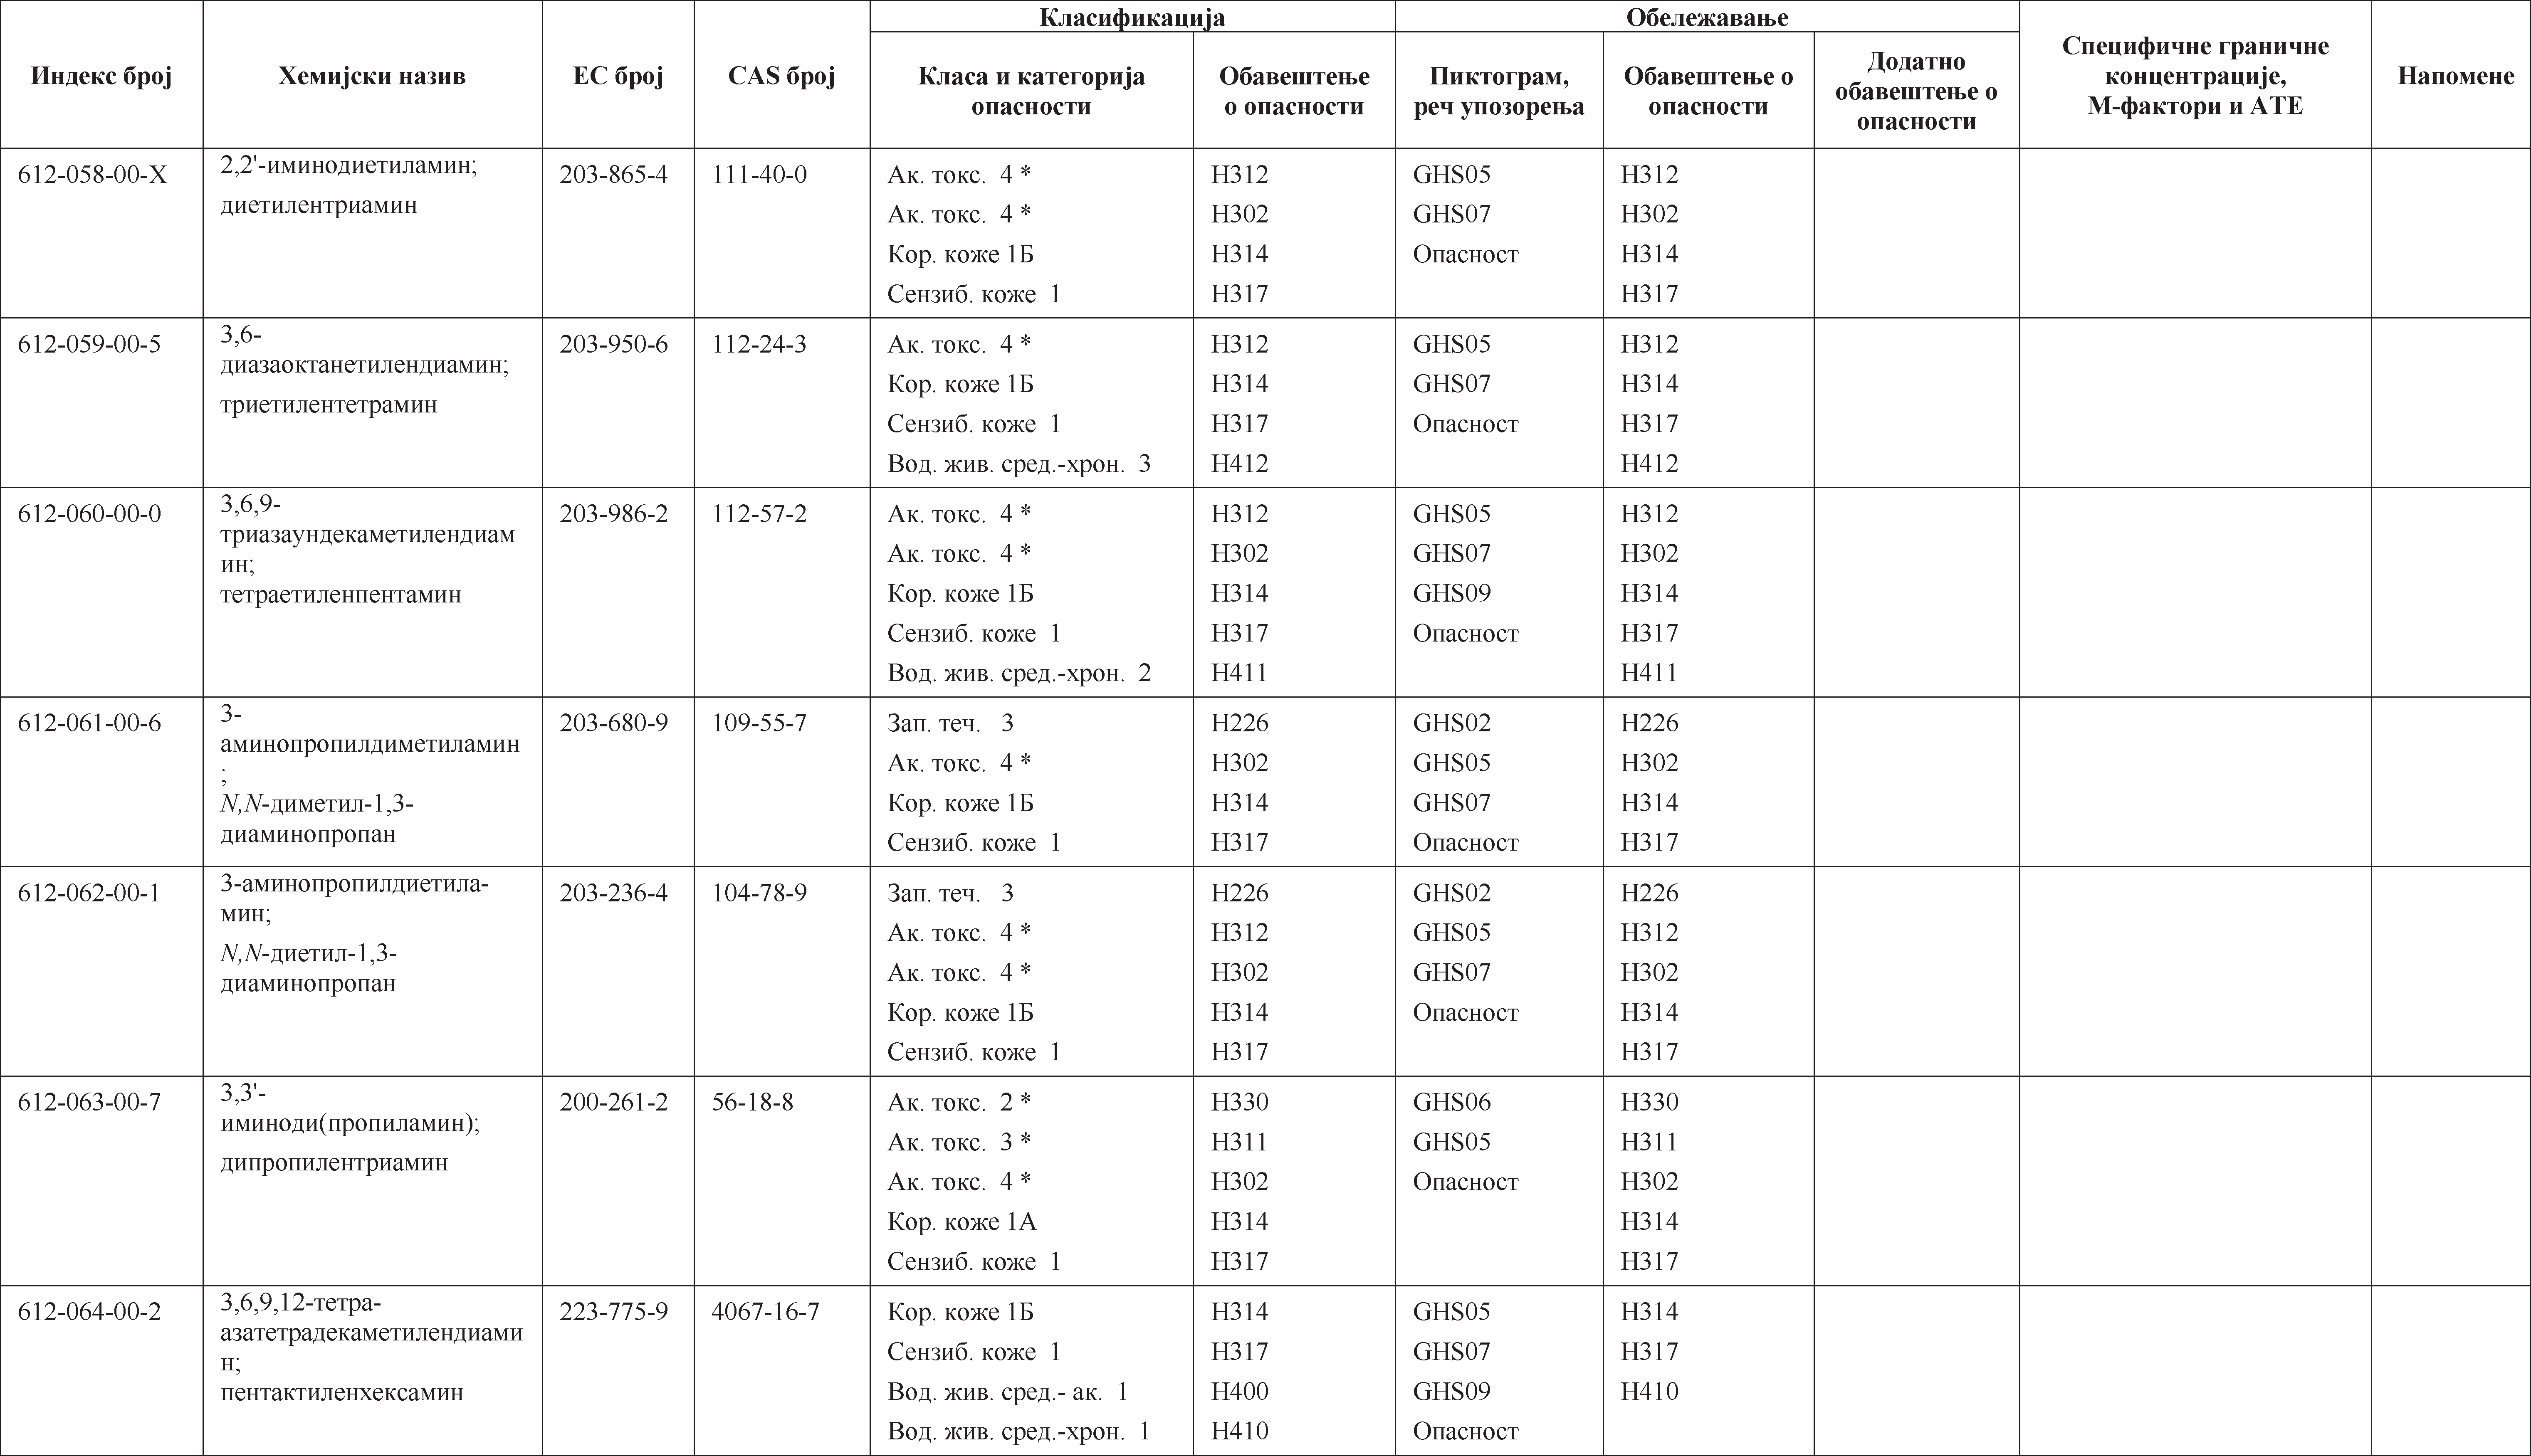 Индекс број
Хемијски назив
ЕС број
CAS број
Класификација
Обележавање
Специфичне граничне
концентрације,
М-фактори и АТЕ
Напомене
Класа и категорија
опасности
Обавештење
о опасности
Пиктограм,
реч упозорења
Обавештење о
опасности
Додатно
обавештење о
опасности
612-058-00-X
2,2'-иминодиетиламин;
диетилентриамин
203-865-4
111-40-0
Ак. токс. 4 *
Ак. токс. 4 *
Кор. коже 1Б
Сензиб. коже 1
H312
H302
H314
H317
GHS05
GHS07
Опасност
H312
H302
H314
H317
612-059-00-5
3,6-
диазаоктанетилендиамин;
триетилентетрамин
203-950-6
112-24-3
Ак. токс. 4 *
Кор. коже 1Б
Сензиб. коже 1
Вод. жив. сред.-хрон. 3
H312
H314
H317
H412
GHS05
GHS07
Опасност
H312
H314
H317
H412
612-060-00-0
3,6,9-
триазаундекаметилендиам
ин;
тетраетиленпентамин
203-986-2
112-57-2
Ак. токс. 4 *
Ак. токс. 4 *
Кор. коже 1Б
Сензиб. коже 1
Вод. жив. сред.-хрон. 2
H312
H302
H314
H317
H411
GHS05
GHS07
GHS09
Опасност
H312
H302
H314
H317
H411
612-061-00-6
3-
аминопропилдиметиламин
;
N,N-диметил-1,3-
диаминопропан
203-680-9
109-55-7
Зап. теч. 3
Ак. токс. 4 *
Кор. коже 1Б
Сензиб. коже 1
H226
H302
H314
H317
GHS02
GHS05
GHS07
Опасност
H226
H302
H314
H317
612-062-00-1
3-аминопропилдиетила-
мин;
N,N-диетил-1,3-
диаминопропан
203-236-4
104-78-9
Зап. теч. 3
Ак. токс. 4 *
Ак. токс. 4 *
Кор. коже 1Б
Сензиб. коже 1
H226
H312
H302
H314
H317
GHS02
GHS05
GHS07
Опасност
H226
H312
H302
H314
H317
612-063-00-7
3,3'-
иминоди(пропиламин);
дипропилентриамин
200-261-2
56-18-8
Ак. токс. 2 *
Ак. токс. 3 *
Ак. токс. 4 *
Кор. коже 1А
Сензиб. коже 1
H330
H311
H302
H314
H317
GHS06
GHS05
Опасност
H330
H311
H302
H314
H317
612-064-00-2
3,6,9,12-тетра-
азатетрадекаметилендиами
н;
пентактиленхексамин
223-775-9
4067-16-7
Кор. коже 1Б
Сензиб. коже 1
Вод. жив. сред.- ак. 1
Вод. жив. сред.-хрон. 1
H314
H317
H400
H410
GHS05
GHS07
GHS09
Опасност
H314
H317
H410